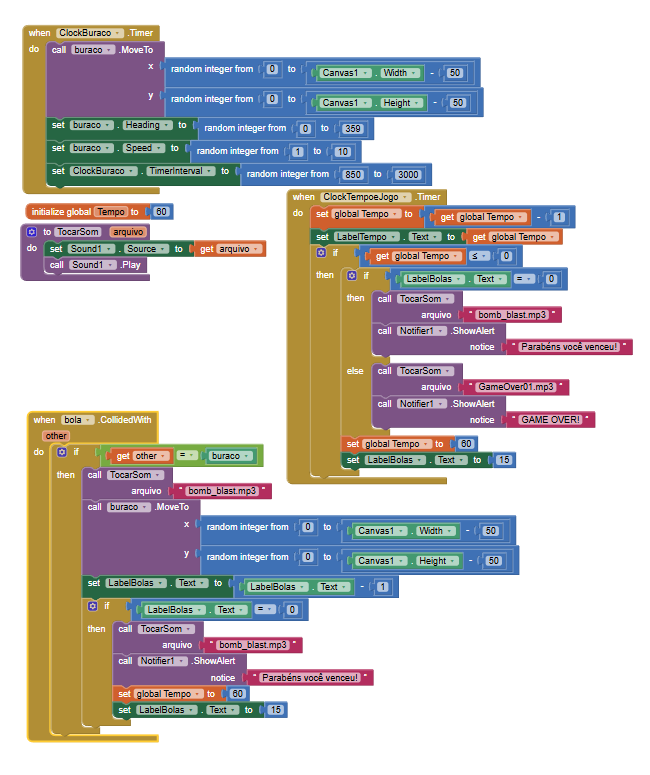 when ClockBuraco .Timer
do call buraco .MoveTo
x random integer from 0 to Canvas1 . Width - 50
y random integer from 0 to Canvas1 . Height - 50
set buraco . Heading to random integer from 0 to 359
set buraco . Speed to random integer from 1 to 10
set ClockBuraco . TimerInterval to random integer from 850 to 3000
initialize global Tempo to 60
to TocarSom arquivo
do set Sound1 . Source to get arquivo
call Sound1 .Play
when ClockTempoeJogo .Timer
do set global Tempo to get global Tempo - 1
set LabelTempo . Text to get global Tempo
if get global Tempo ≤ 0
then if LabelBolas . Text = 0
then call TocarSom
arquivo " bomb_blast.mp3 "
call Notifier1 .ShowAlert
notice " Parabéns você venceu! "
else call TocarSom
arquivo " GameOver01.mp3 "
call Notifier1 .ShowAlert
notice " GAME OVER! "
set global Tempo to 60
set LabelBolas . Text to 15
when bola .CollidedWith
other
do if get other = buraco
then call TocarSom
arquivo " bomb_blast.mp3 "
call buraco .MoveTo
x random integer from 0 to Canvas1 . Width - 50
y random integer from 0 to Canvas1 . Height - 50
set LabelBolas . Text to LabelBolas . Text - 1
if LabelBolas . Text = 0
then call TocarSom
arquivo " bomb_blast.mp3 "
call Notifier1 .ShowAlert
notice " Parabéns você venceu! "
set global Tempo to 60
set LabelBolas . Text to 15